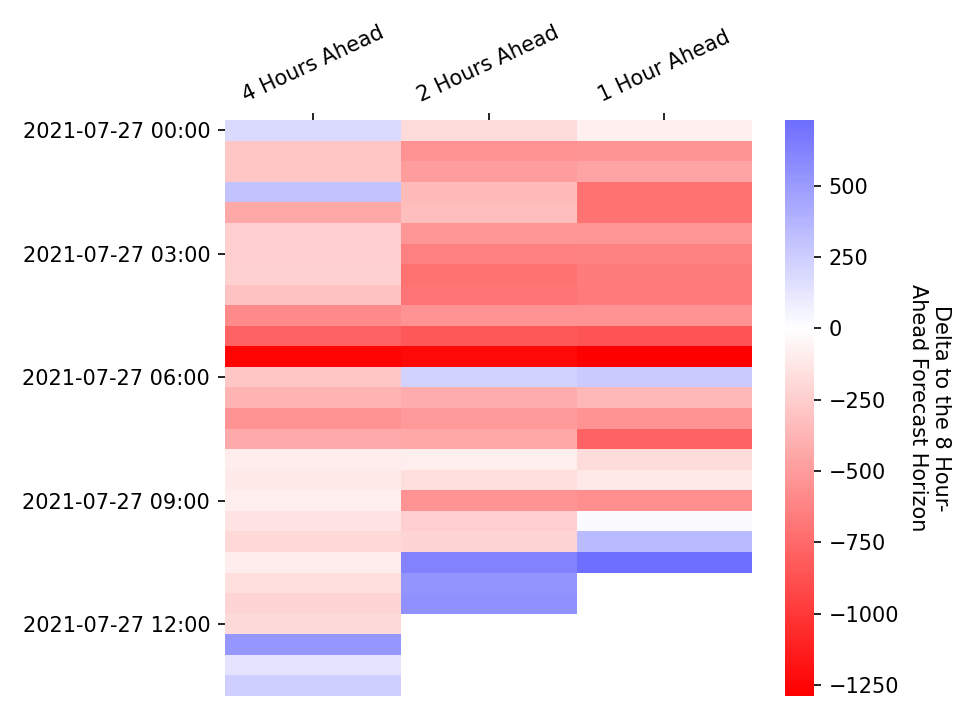 4 Hours Ahead
2 Hours Ahead
1 Hour Ahead
2021-07-27 00:00
2021-07-27 03:00
2021-07-27 06:00
2021-07-27 09:00
2021-07-27 12:00
500
250
0
−250
−500
−750
−1000
−1250
Delta to the 8 Hour-
Ahead Forecast Horizon